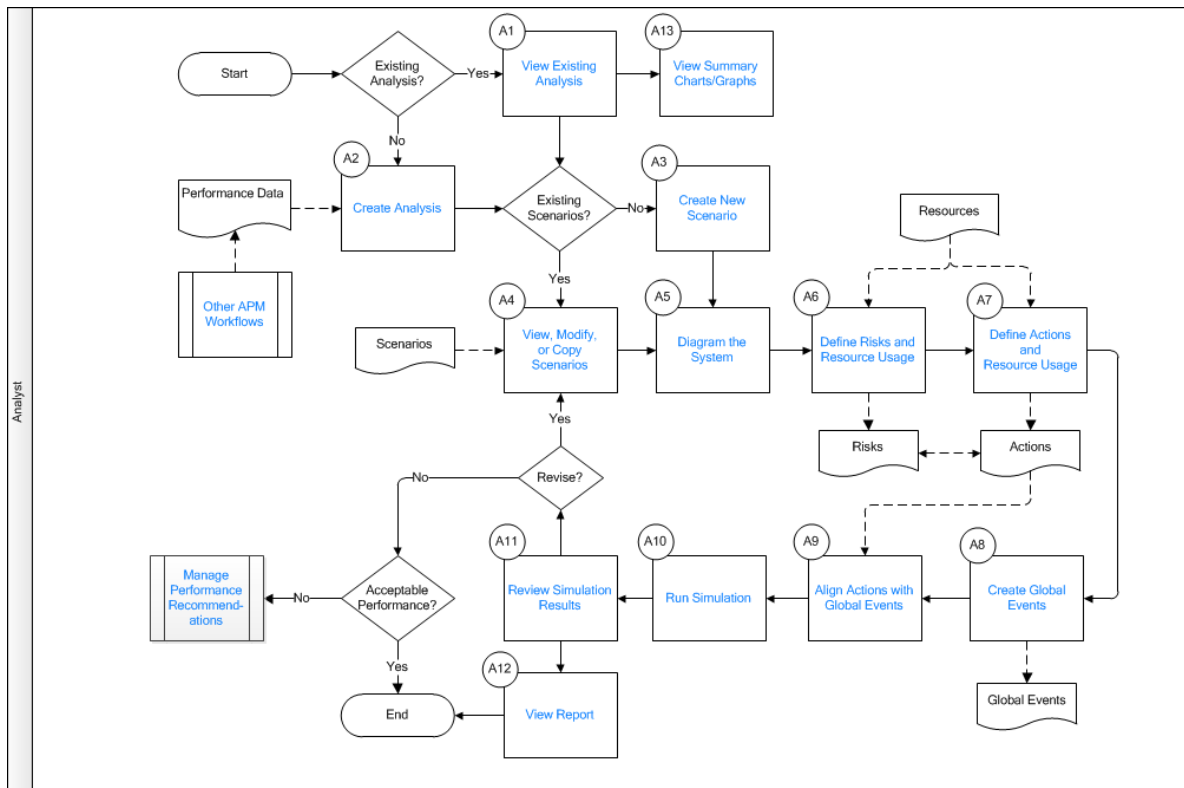 Analyst
Start
Existing
Analysis?
Yes
A1
View Existing
Analysis
A13
View Summary
Charts/Graphs
No
Performance Data
A2
Create Analysis
Existing
Scenarios?
No
A3
Create New
Scenario
Resources
Other APM
Workflows
Yes
Scenarios
A4
View, Modify,
or Copy
Scenarios
A5
Diagram the
System
A6
Define Risks and
Resource Usage
A7
Define Actions
and
Resource Usage
Yes
Risks
Actions
No
Revise?
Manage
Performance
Recommend-
ations
No
Acceptable
Performance?
A11
Review Simulation
Results
A10
Run Simulation
A9
Align Actions with
Global Events
A8
Create Global
Events
Yes
End
A12
View Report
Global Events